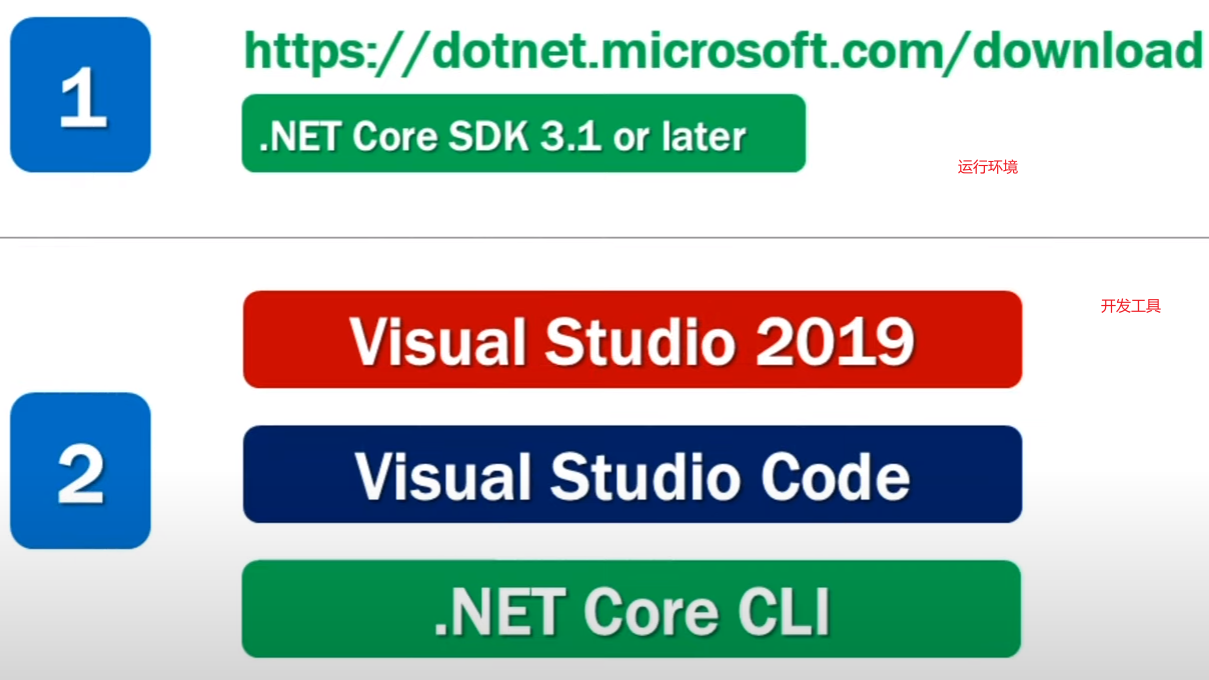 1
https://dotnet.microsoft.com/download
.NET Core SDK 3.1 or later
运行环境
开发工具
Visual Studio 2019
2
Visual Studio Code
.NET Core CLI